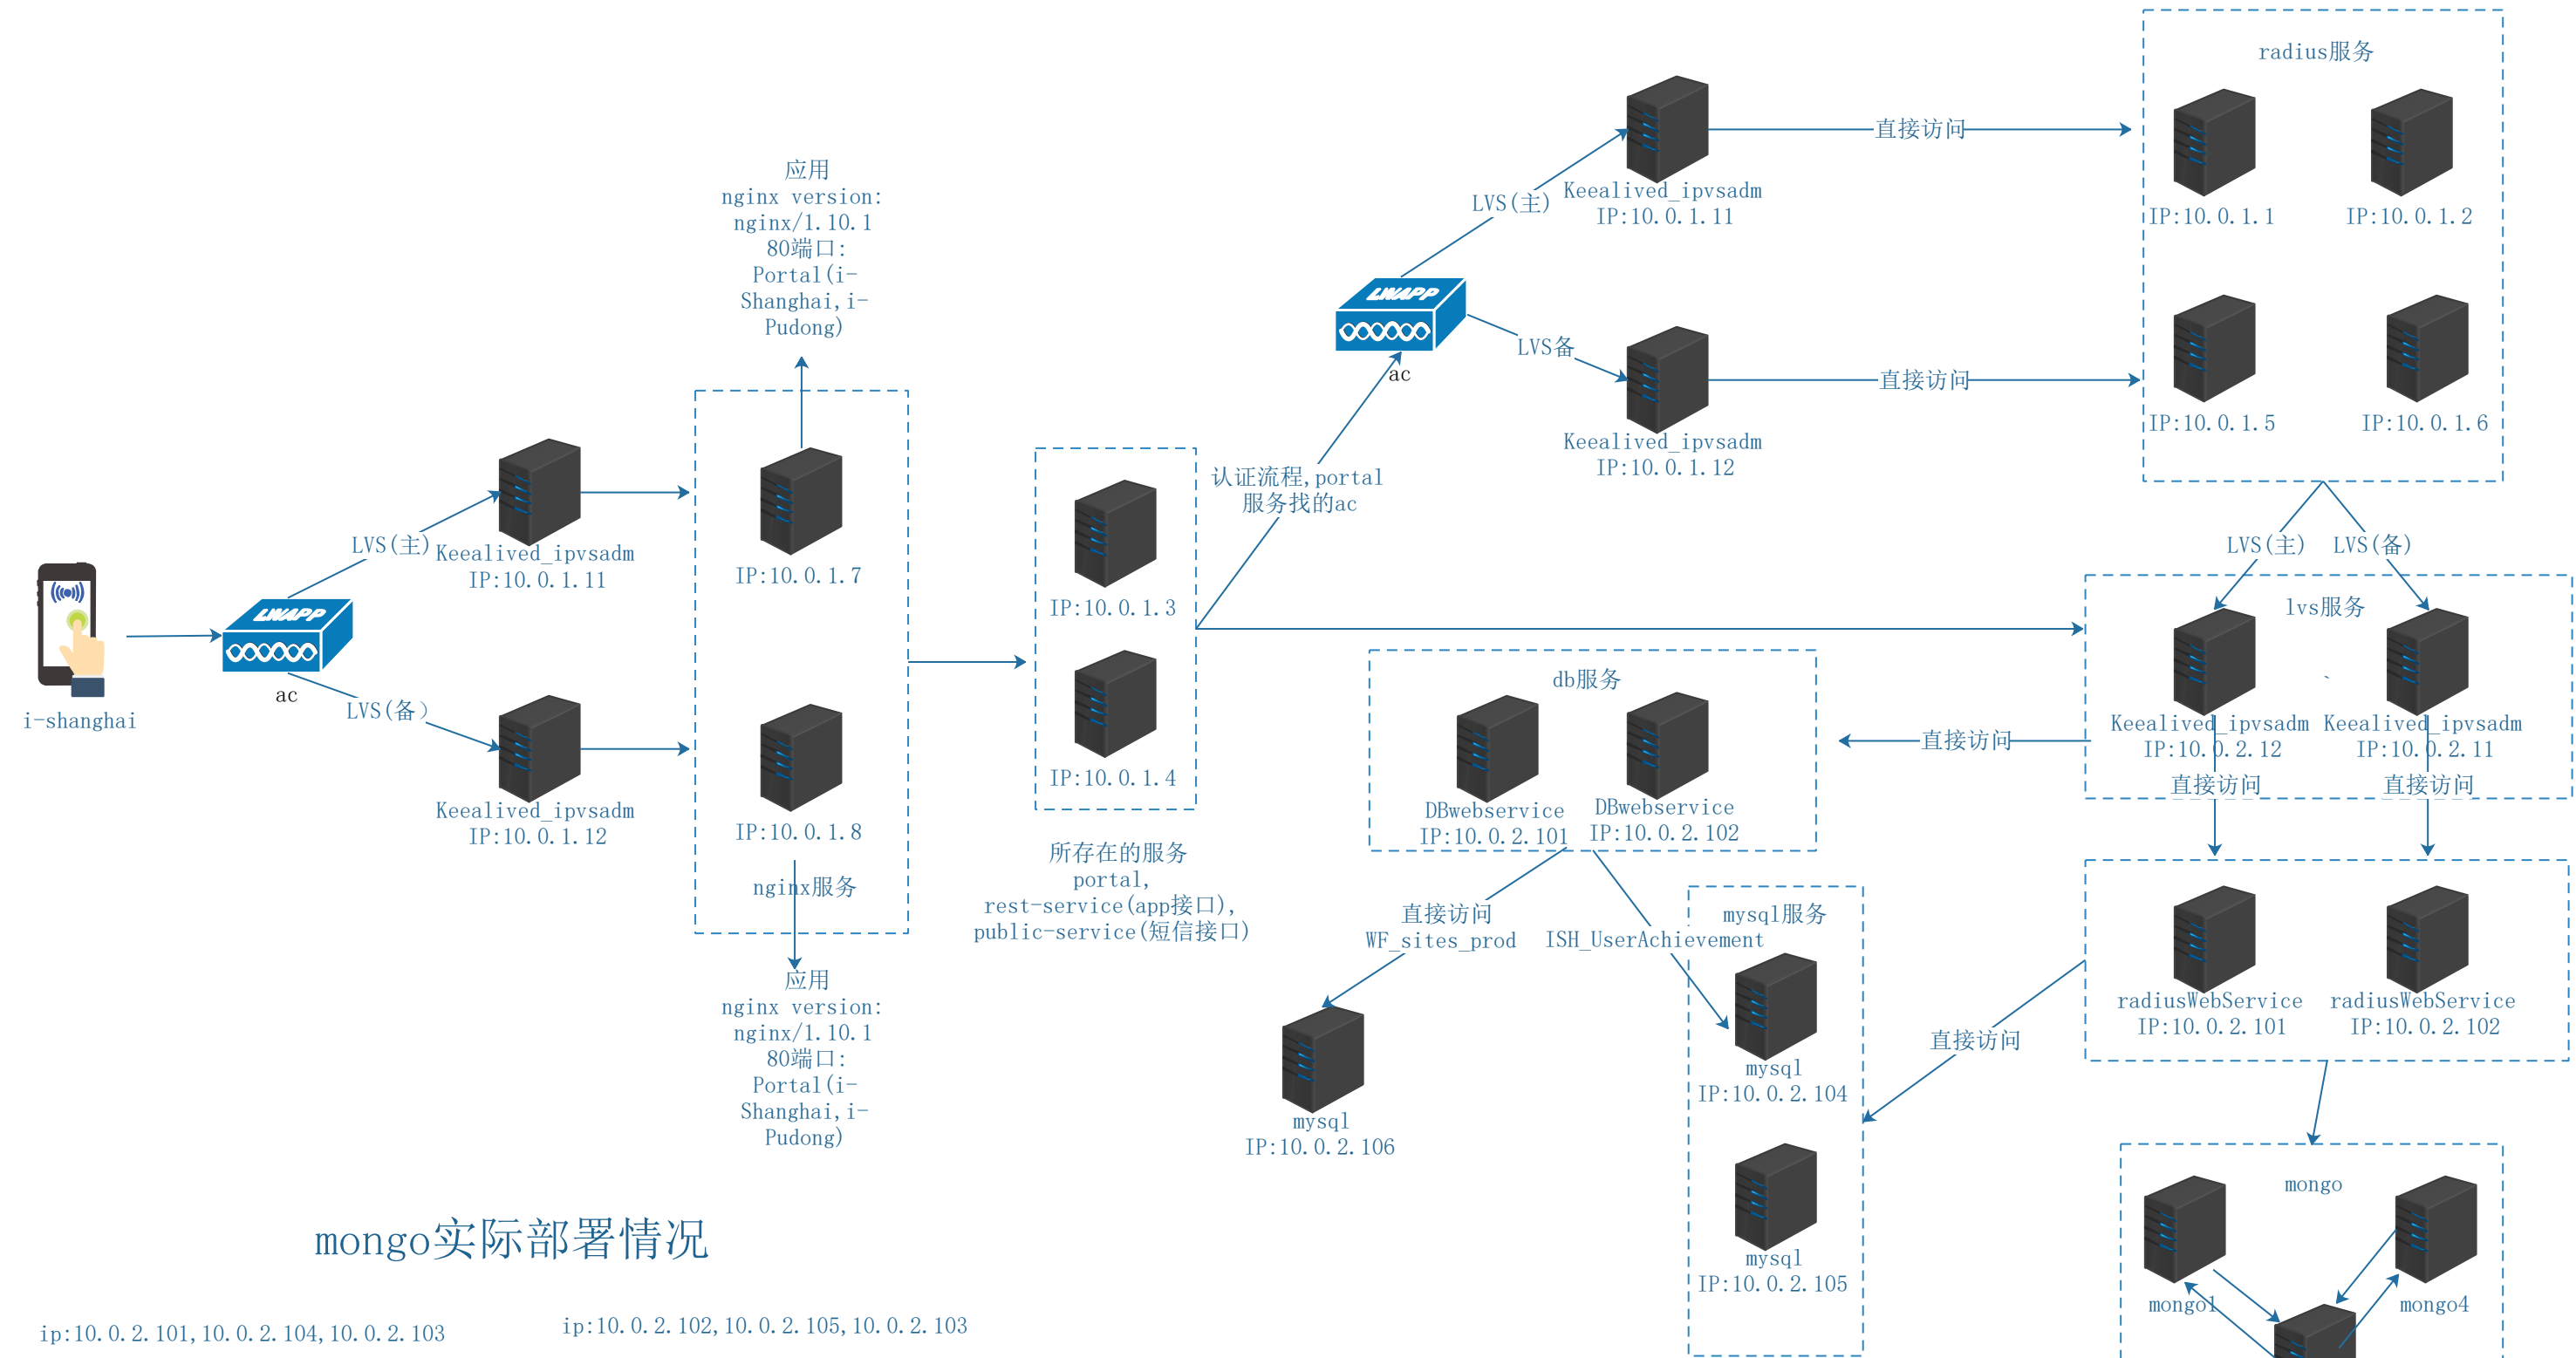 i-shanghai
LWAPP
ac
LVS(主)
LVS(备）
Keealived_ipvsadm
IP:10.0.1.11
Keealived_ipvsadm
IP:10.0.1.12
应用
nginx version:
nginx/1.10.1
80端口:
Portal(i-
Shanghai,i-
Pudong)
IP:10.0.1.7
IP:10.0.1.8
nginx服务
应用
nginx version:
nginx/1.10.1
80端口:
Portal(i-
Shanghai,i-
Pudong)
IP:10.0.1.3
IP:10.0.1.4
所存在的服务
portal,
rest-service(app接口),
public-service(短信接口)
认证流程,portal
服务找的ac
LWAPP
ac
LVS(主)
LVS备
Keealived_ipvsadm
IP:10.0.1.11
Keealived_ipvsadm
IP:10.0.1.12
直接访问
直接访问
radius服务
IP:10.0.1.1
IP:10.0.1.2
IP:10.0.1.5
IP:10.0.1.6
LVS(主)
LVS(备)
lvs服务
、
Keealived_ipvsadm
IP:10.0.2.12
Keealived_ipvsadm
IP:10.0.2.11
直接访问
直接访问
直接访问
db服务
DBwebservice
IP:10.0.2.101
DBwebservice
IP:10.0.2.102
直接访问
WF_sites_prod
ISH_UserAchievement
mysql
IP:10.0.2.106
mysql服务
mysql
IP:10.0.2.104
mysql
IP:10.0.2.105
直接访问
radiusWebService
IP:10.0.2.101
radiusWebService
IP:10.0.2.102
mongo
mongo1
mongo4
mongo实际部署情况
ip:10.0.2.101,10.0.2.104,10.0.2.103
ip:10.0.2.102,10.0.2.105,10.0.2.103